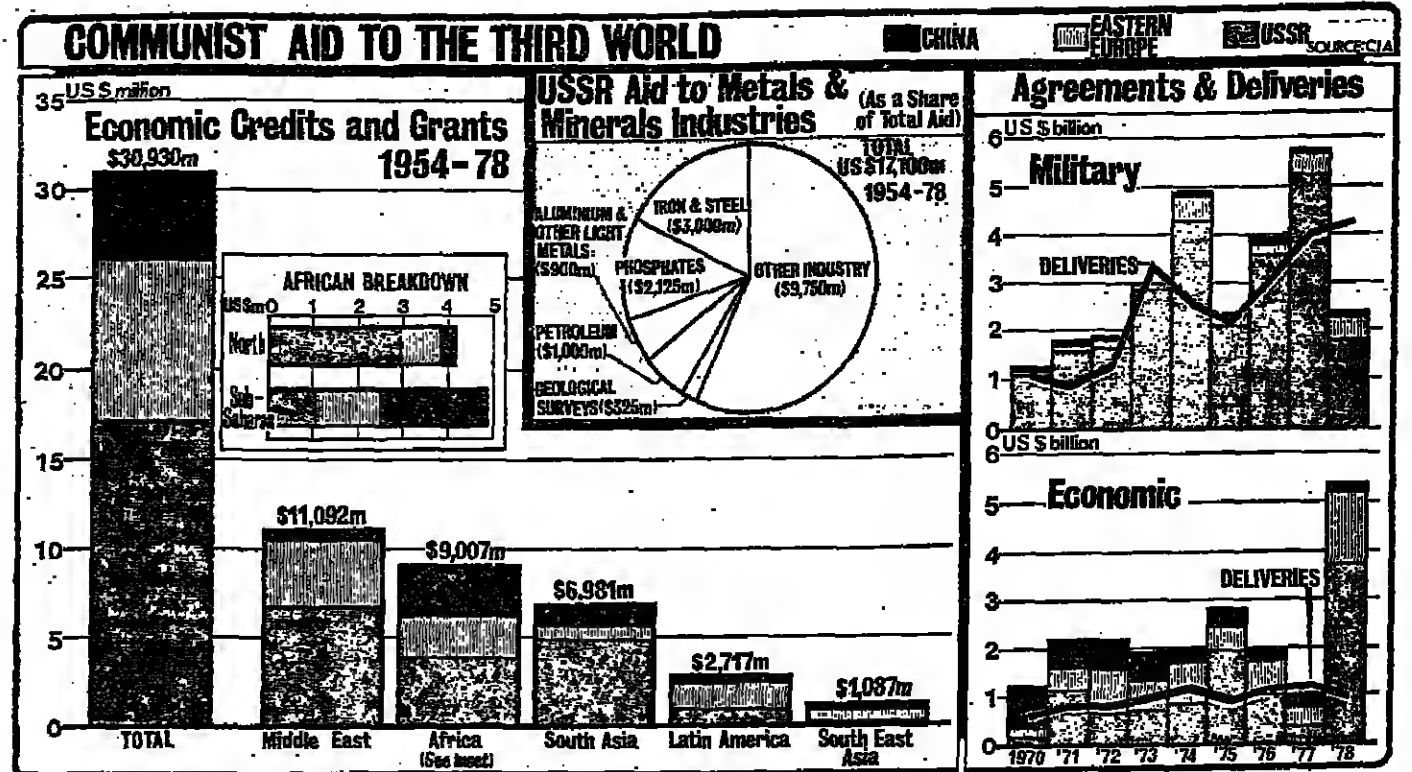 COMMUNIST AID TO THE THIRD WORLD
CHINA
EASTERN
EUROPE
USSR
SOURCE: CIA
US $ million
Economic Credits and Grants
1954-78
35
30
25
20
15
10
5
0
$30,930m
$11,092m
$9,007m
$6,981m
$2,717m
$1,087m
TOTAL
Middle East
Africa
(See inset)
South Asia
Latin America
South East
Asia
AFRICAN BREAKDOWN
US$m 0 1 2 3 4 5
North
Sub-
Sahara
USSR Aid to Metals &
Minerals Industries
(As a Share
of Total Aid)
TOTAL
US $17,100m
1954-78
IRON & STEEL
($3,000m)
ALUMINIUM &
OTHER LIGHT
METALS:
($900m)
PHOSPHATES
($2,125m)
OTHER INDUSTRY
($9,750m)
PETROLEUM
($1,000m)
GEOLOGICAL
SURVEYS ($325m)
Agreements & Deliveries
US $ billion
Military
6
5
4
3
2
1
0
DELIVERIES
US $ billion
Economic
6
5
4
3
2
1
0
DELIVERIES
1970 '71 '72 '73 '74 '75 '76 '77 '78